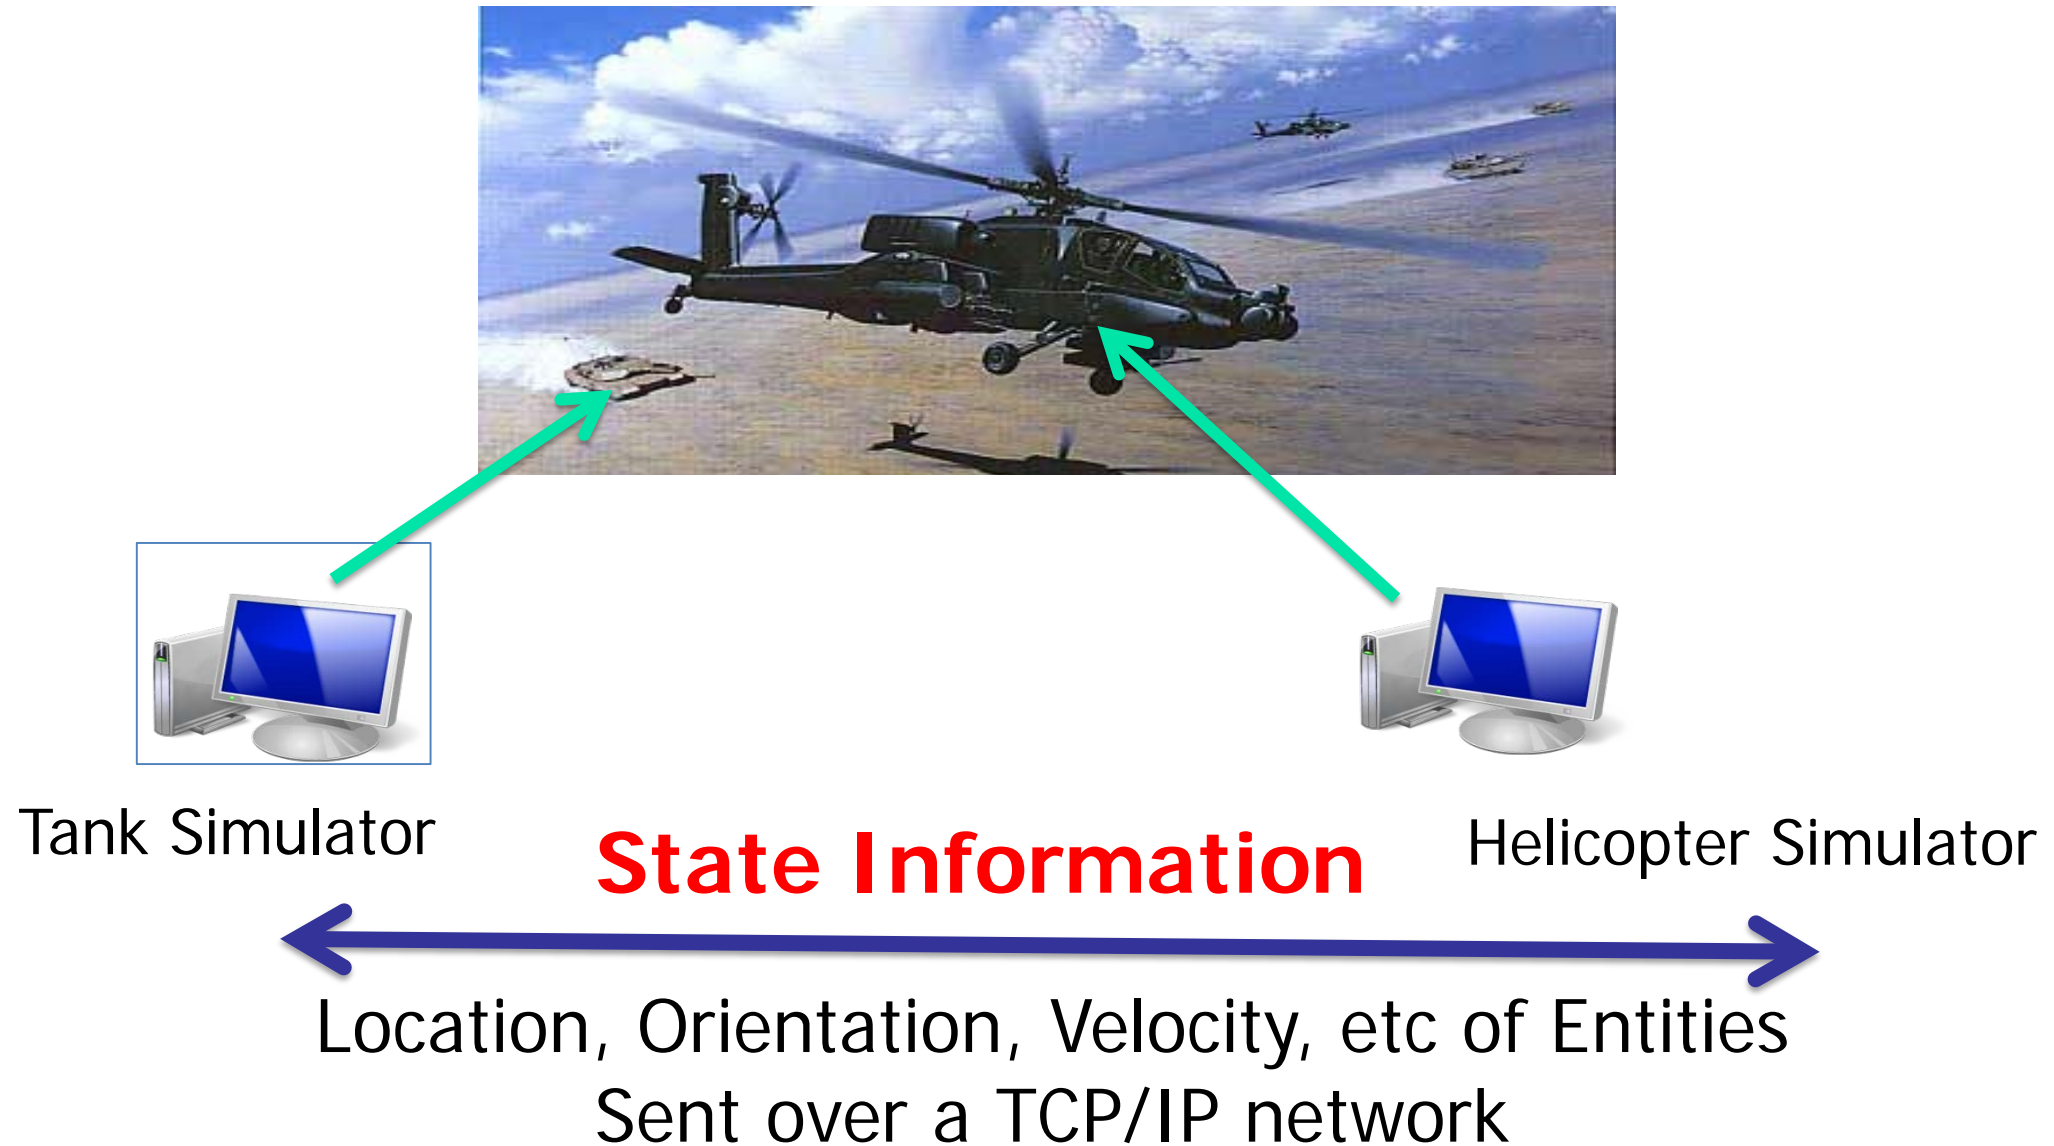 Tank Simulator
State Information
Helicopter Simulator
Location, Orientation, Velocity, etc of Entities
Sent over a TCP/IP network